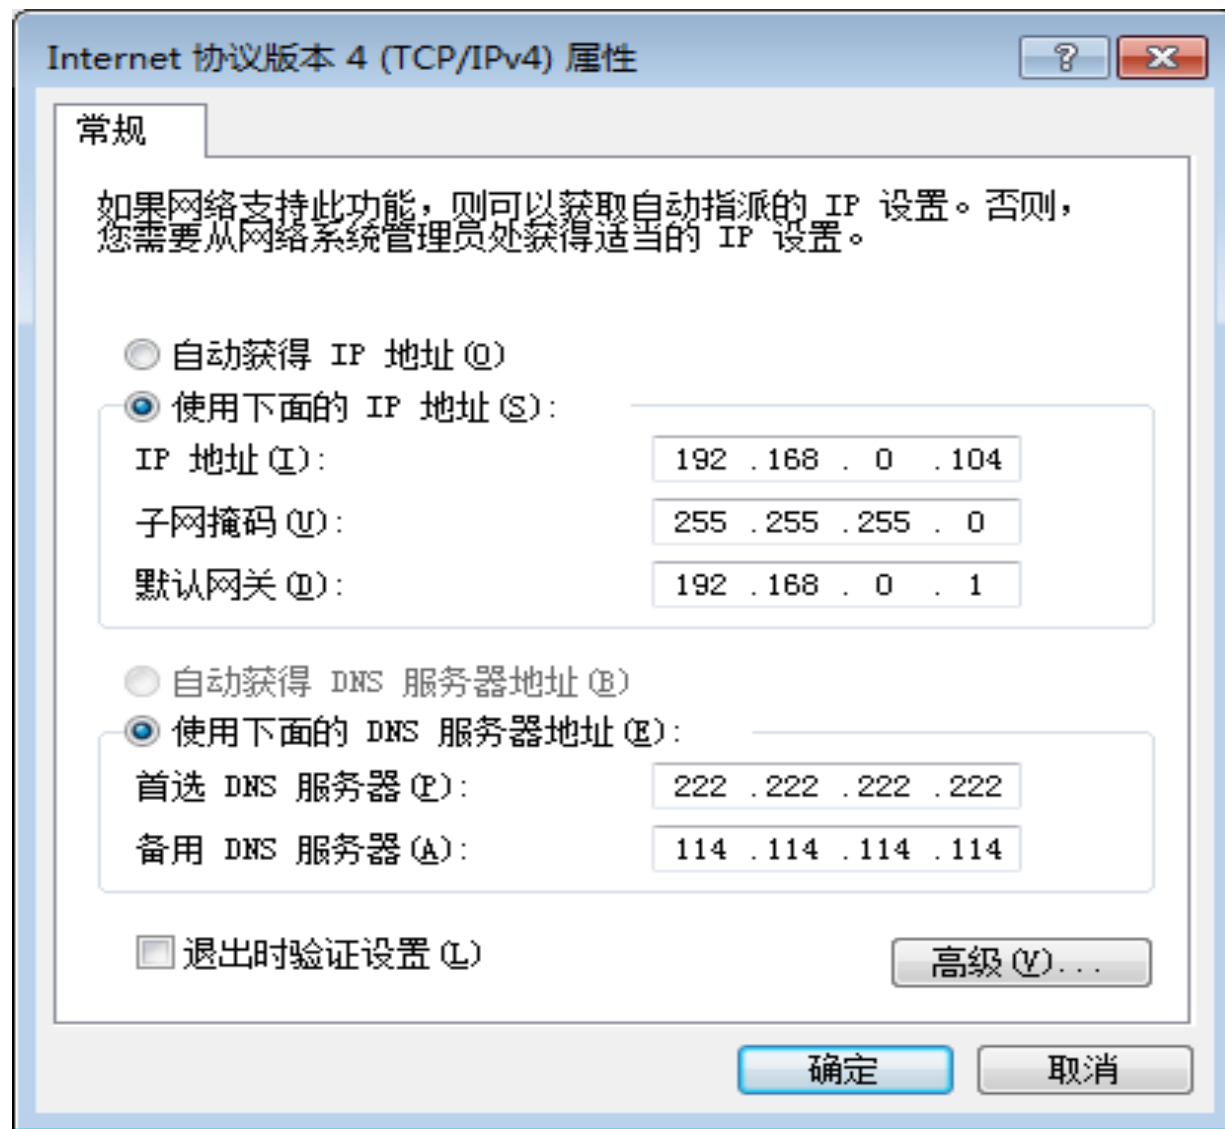 Internet 协议版本 4 (TCP/IPv4) 属性
常规
如果网络支持此功能，则可以获取自动指派的 IP 设置。否则，
您需要从网络系统管理员处获得适当的 IP 设置。
自动获得 IP 地址(O)
使用下面的 IP 地址(S):
IP 地址(I): 192 .168 . 0 .104
子网掩码(U): 255 .255 .255 . 0
默认网关(D): 192 .168 . 0 . 1
自动获得 DNS 服务器地址(B)
使用下面的 DNS 服务器地址(E):
首选 DNS 服务器(P): 222 .222 .222 .222
备用 DNS 服务器(A): 114 .114 .114 .114
退出时验证设置(L)
高级(V)...
确定 取消